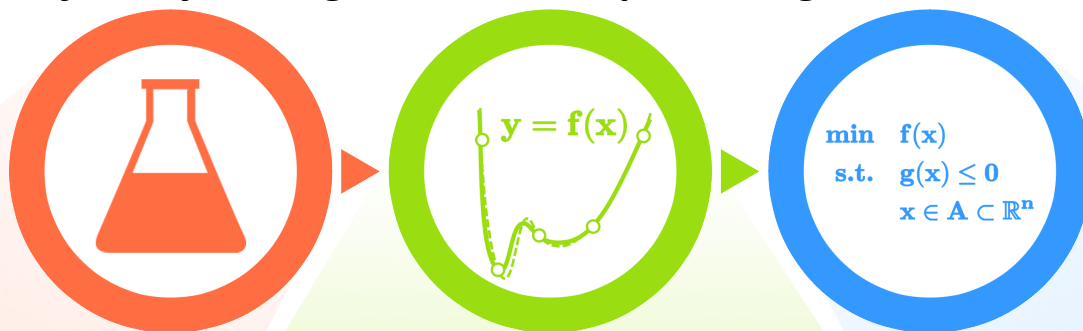 y = f(x)
min f(x)
s.t. g(x) ≤ 0
x ∈ A ⊂ ℝⁿ